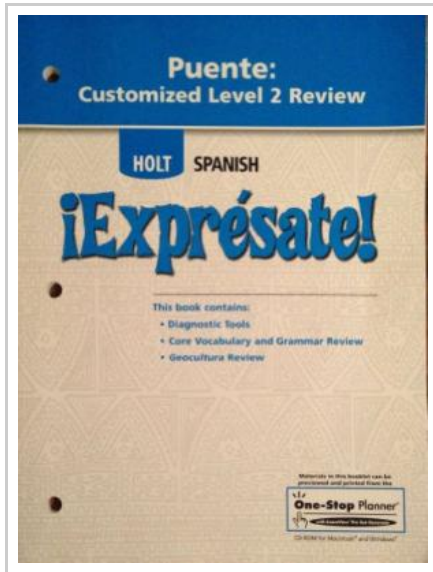 Puente:
Customized Level 2 Review
HOLT SPANISH
¡Exprésate!
This book contains:
• Diagnostic Tools
• Core Vocabulary and Grammar Review
• Geocultura Review
Materials in this booklet can be
previewed and printed from the
One-Stop Planner®
CD-ROM for Macintosh® and Windows®